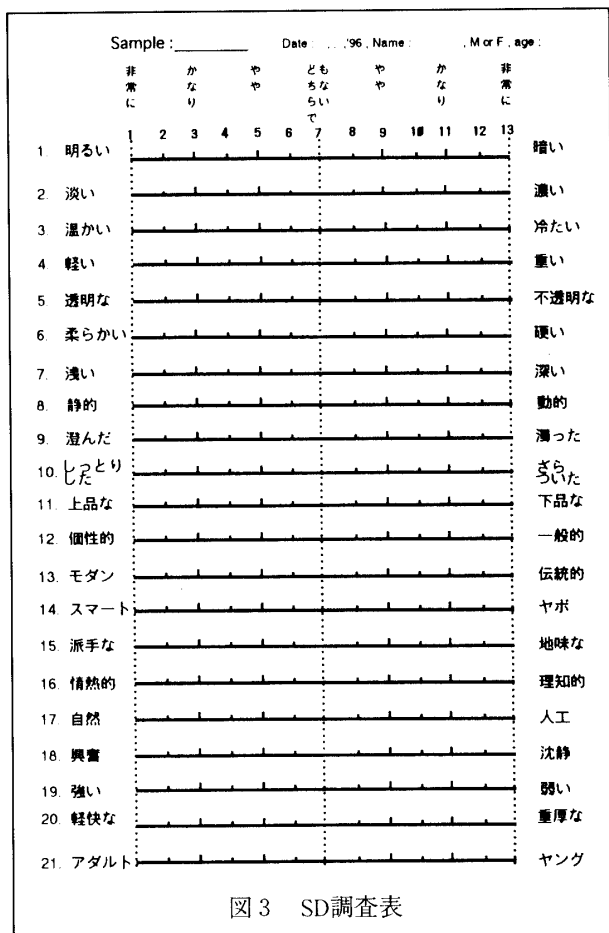 Sample : Date : . . . '96 , Name : , M or F , age :
非常に かなり やや どちらでもない やや かなり 非常に
1 2 3 4 5 6 7 8 9 10 11 12 13
1. 明るい 暗い
2. 淡い 濃い
3 温かい 冷たい
4 軽い 重い
5 透明な 不透明な
6. 柔らかい 硬い
7. 浅い 深い
8. 静的 動的
9. 澄んだ 濁った
10. しっとりした ざらついた
11. 上品な 下品な
12. 個性的 一般的
13. モダン 伝統的
14. スマート ヤボ
15. 派手な 地味な
16. 情熱的 理知的
17. 自然 人工
18. 興奮 沈静
19. 強い 弱い
20. 軽快な 重厚な
21. アダルト ヤング
図3 SD調査表